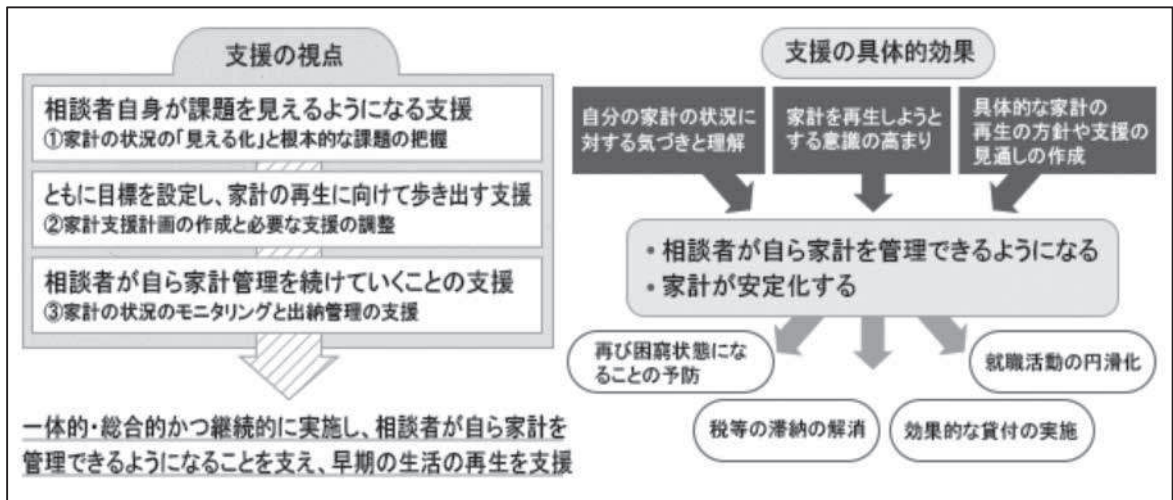 支援の視点
相談者自身が課題を見えるようになる支援
①家計の状況の「見える化」と根本的な課題の把握
ともに目標を設定し、家計の再生に向けて歩き出す支援
②家計支援計画の作成と必要な支援の調整
相談者が自ら家計管理を続けていくことの支援
③家計の状況のモニタリングと出納管理の支援
一体的・総合的かつ継続的に実施し、相談者が自ら家計を
管理できるようになることを支え、早期の生活の再生を支援
支援の具体的効果
自分の家計の状況に
対する気づきと理解
家計を再生しようと
する意識の高まり
具体的な家計の
再生の方針や支援の
見通しの作成
・相談者が自ら家計を管理できるようになる
・家計が安定化する
再び困窮状態にな
ることの予防
税等の滞納の解消
効果的な貸付の実施
就職活動の円滑化